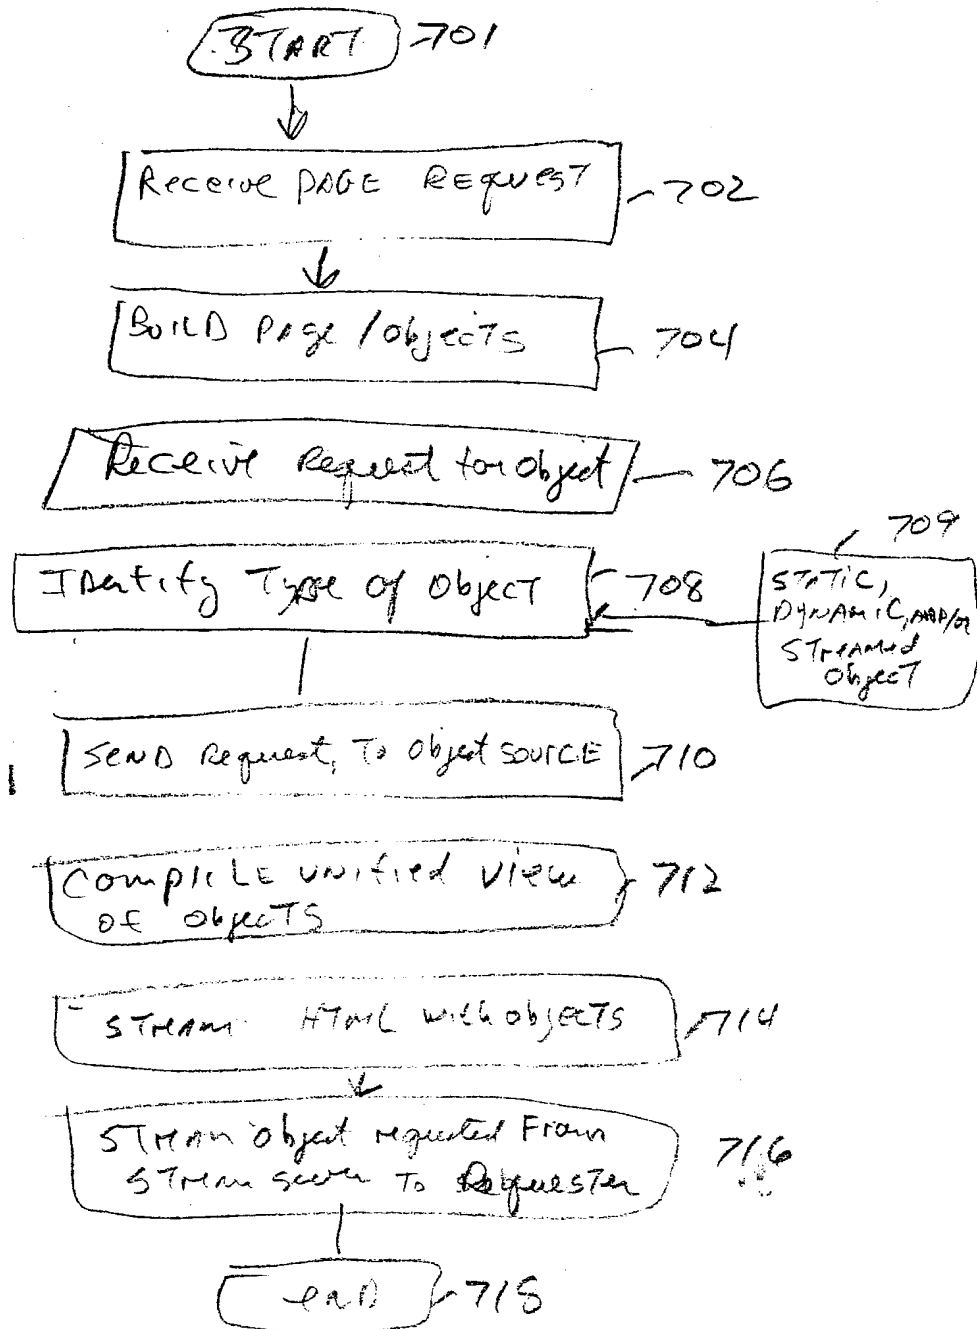 START 701
Receive PAGE REQUEST 702
BUILD Page / Objects 704
Receive Request for Object 706
709
Identify Type of Object 708
STATIC,
DYNAMIC, AND/OR
STREAMED
Object
SEND Request, To Object SOURCE 710
COMPILE UNIFIED VIEW 712
OF ObjecTS
STREAM HTML with objecTS 714
STREAM Object requested From 716
STREAM server To Requester
END 718